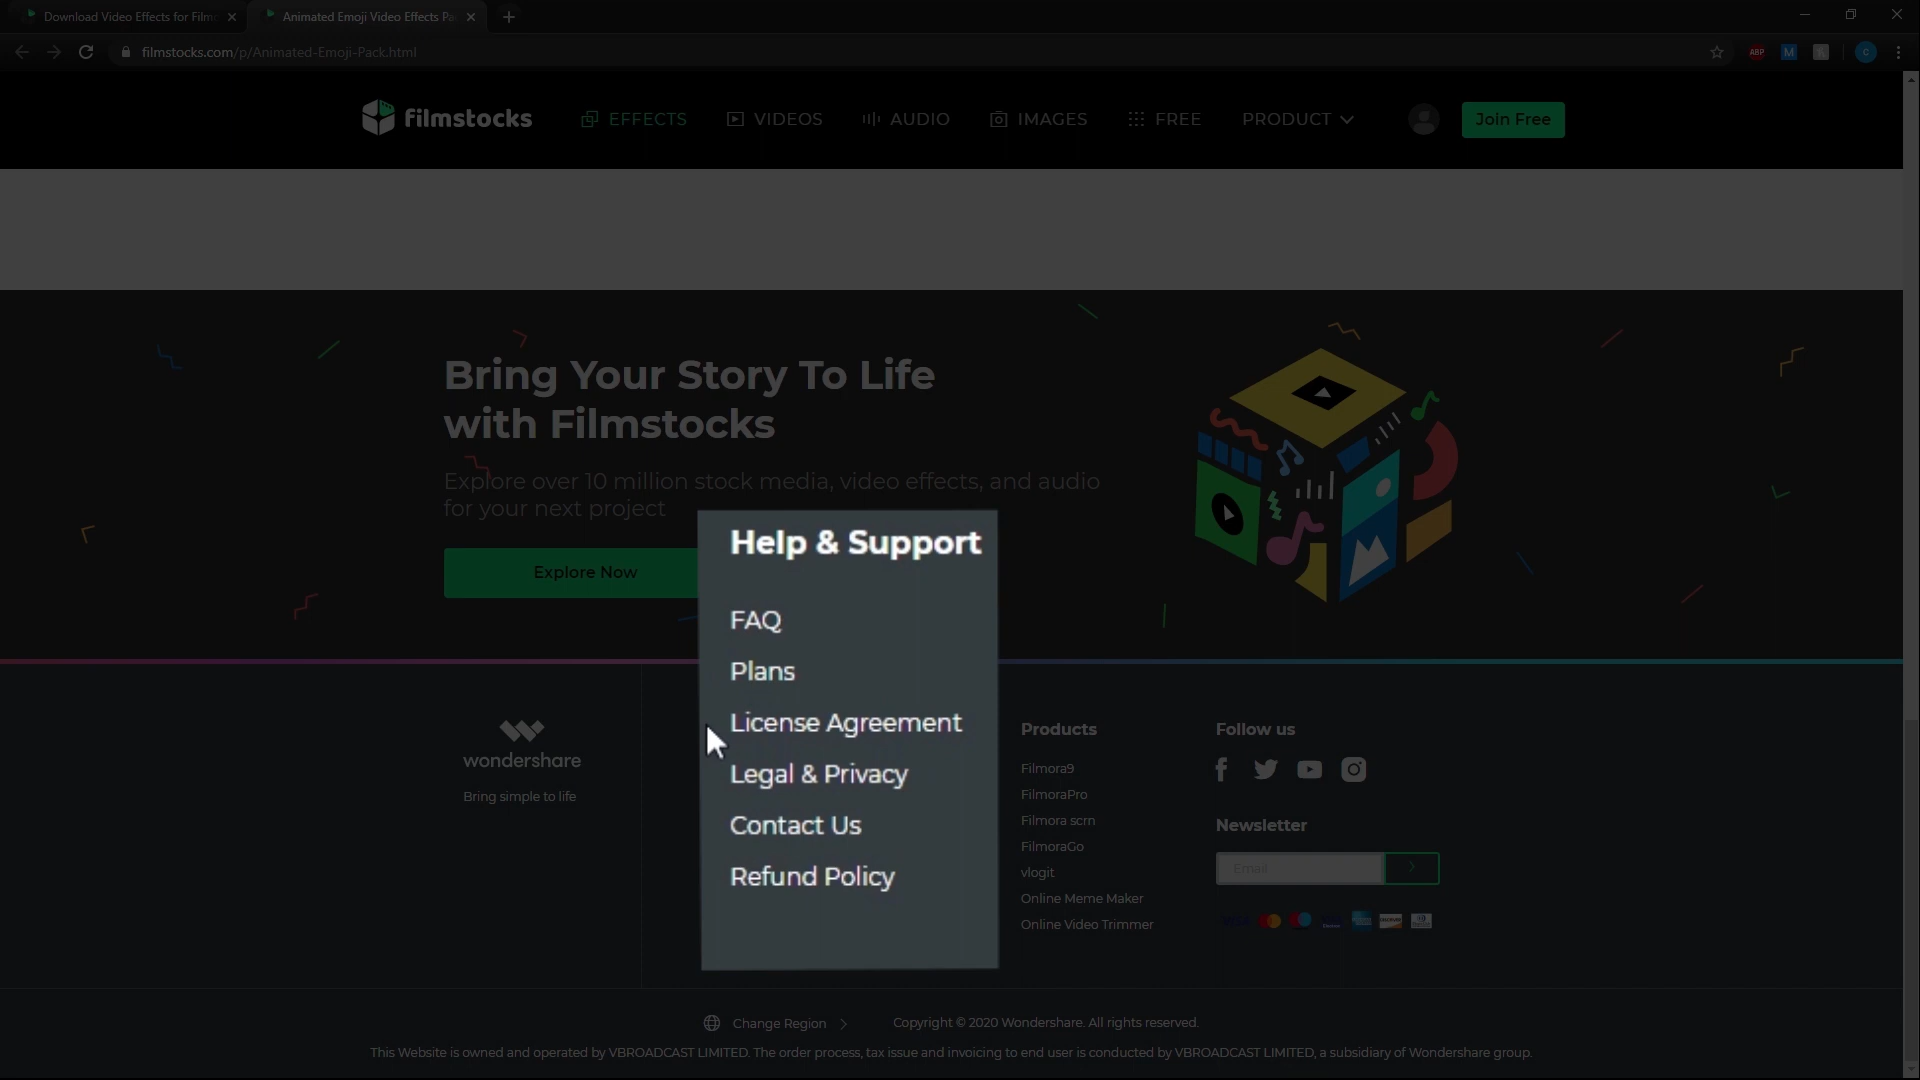 Download Video Effects for Film
Animated Emoji Video Effects Pa
filmstocks.com/p/Animated-Emoji-Pack.html
ABP
M
C
filmstocks
EFFECTS
VIDEOS
AUDIO
IMAGES
FREE
PRODUCT
Join Free
Bring Your Story To Life
with Filmstocks
Explore over 10 million stock media, video effects, and audio
for your next project
Explore Now
Help & Support
FAQ
Plans
License Agreement
Legal & Privacy
Contact Us
Refund Policy
wondershare
Bring simple to life
Products
Filmora9
FilmoraPro
Filmora scrn
FilmoraGo
vlogit
Online Meme Maker
Online Video Trimmer
Follow us
Newsletter
Email
VISA
Change Region
Copyright © 2020 Wondershare. All rights reserved.
This Website is owned and operated by VBROADCAST LIMITED. The order process, tax issue and invoicing to end user is conducted by VBROADCAST LIMITED, a subsidiary of Wondershare group.